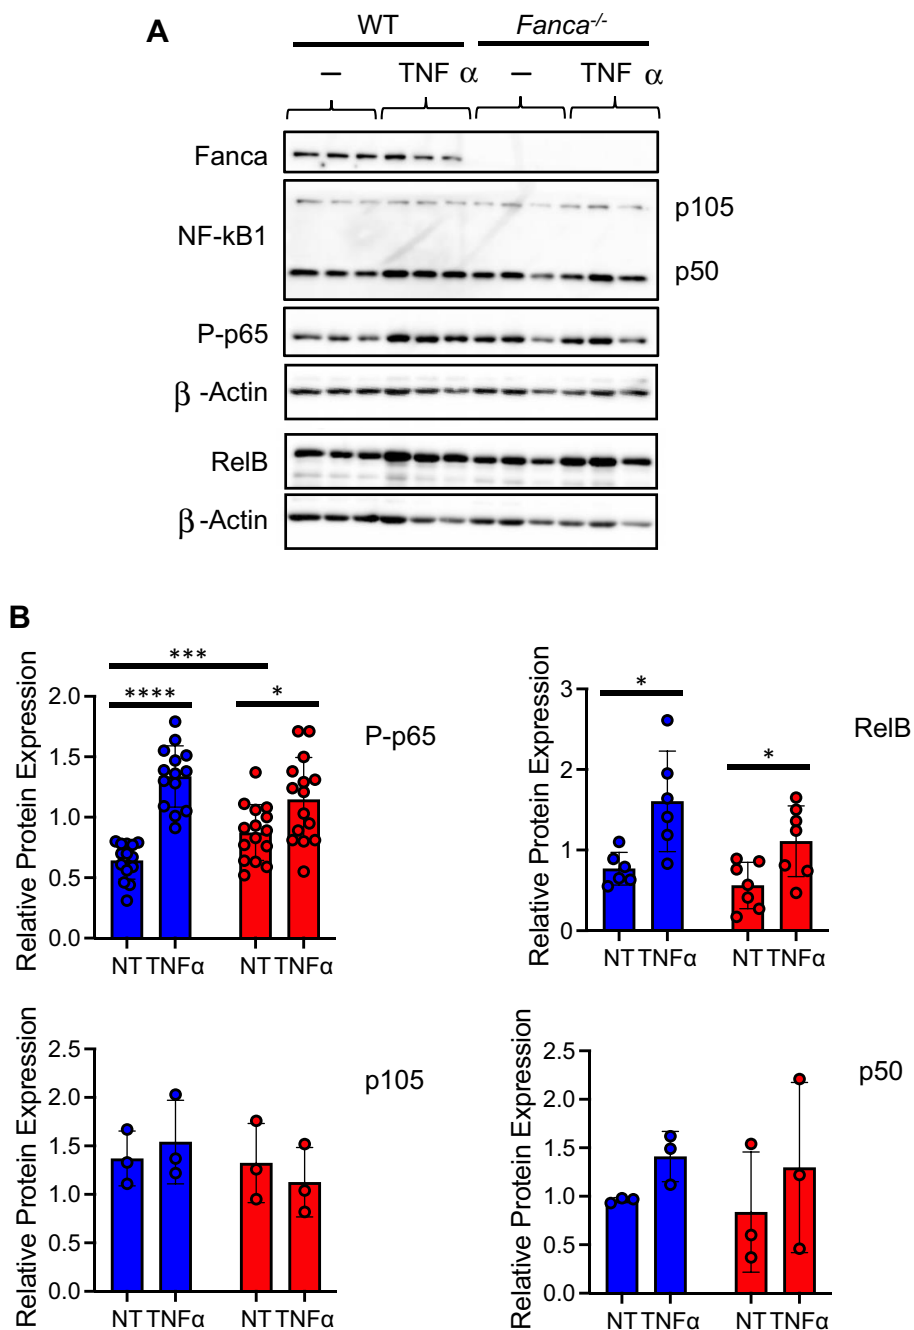 A
WT Fanca-/-
– TNF α – TNF α
Fanca
NF-kB1
p105
p50
P-p65
β -Actin
RelB
β -Actin
B
Relative Protein Expression
2.0
1.5
1.0
0.5
0.0
***
****
*
P-p65
NT TNFα NT TNFα
Relative Protein Expression
3
2
1
0
*
*
RelB
NT TNFα NT TNFα
Relative Protein Expression
2.5
2.0
1.5
1.0
0.5
0.0
p105
NT TNFα NT TNFα
Relative Protein Expression
2.5
2.0
1.5
1.0
0.5
0.0
p50
NT TNFα NT TNFα